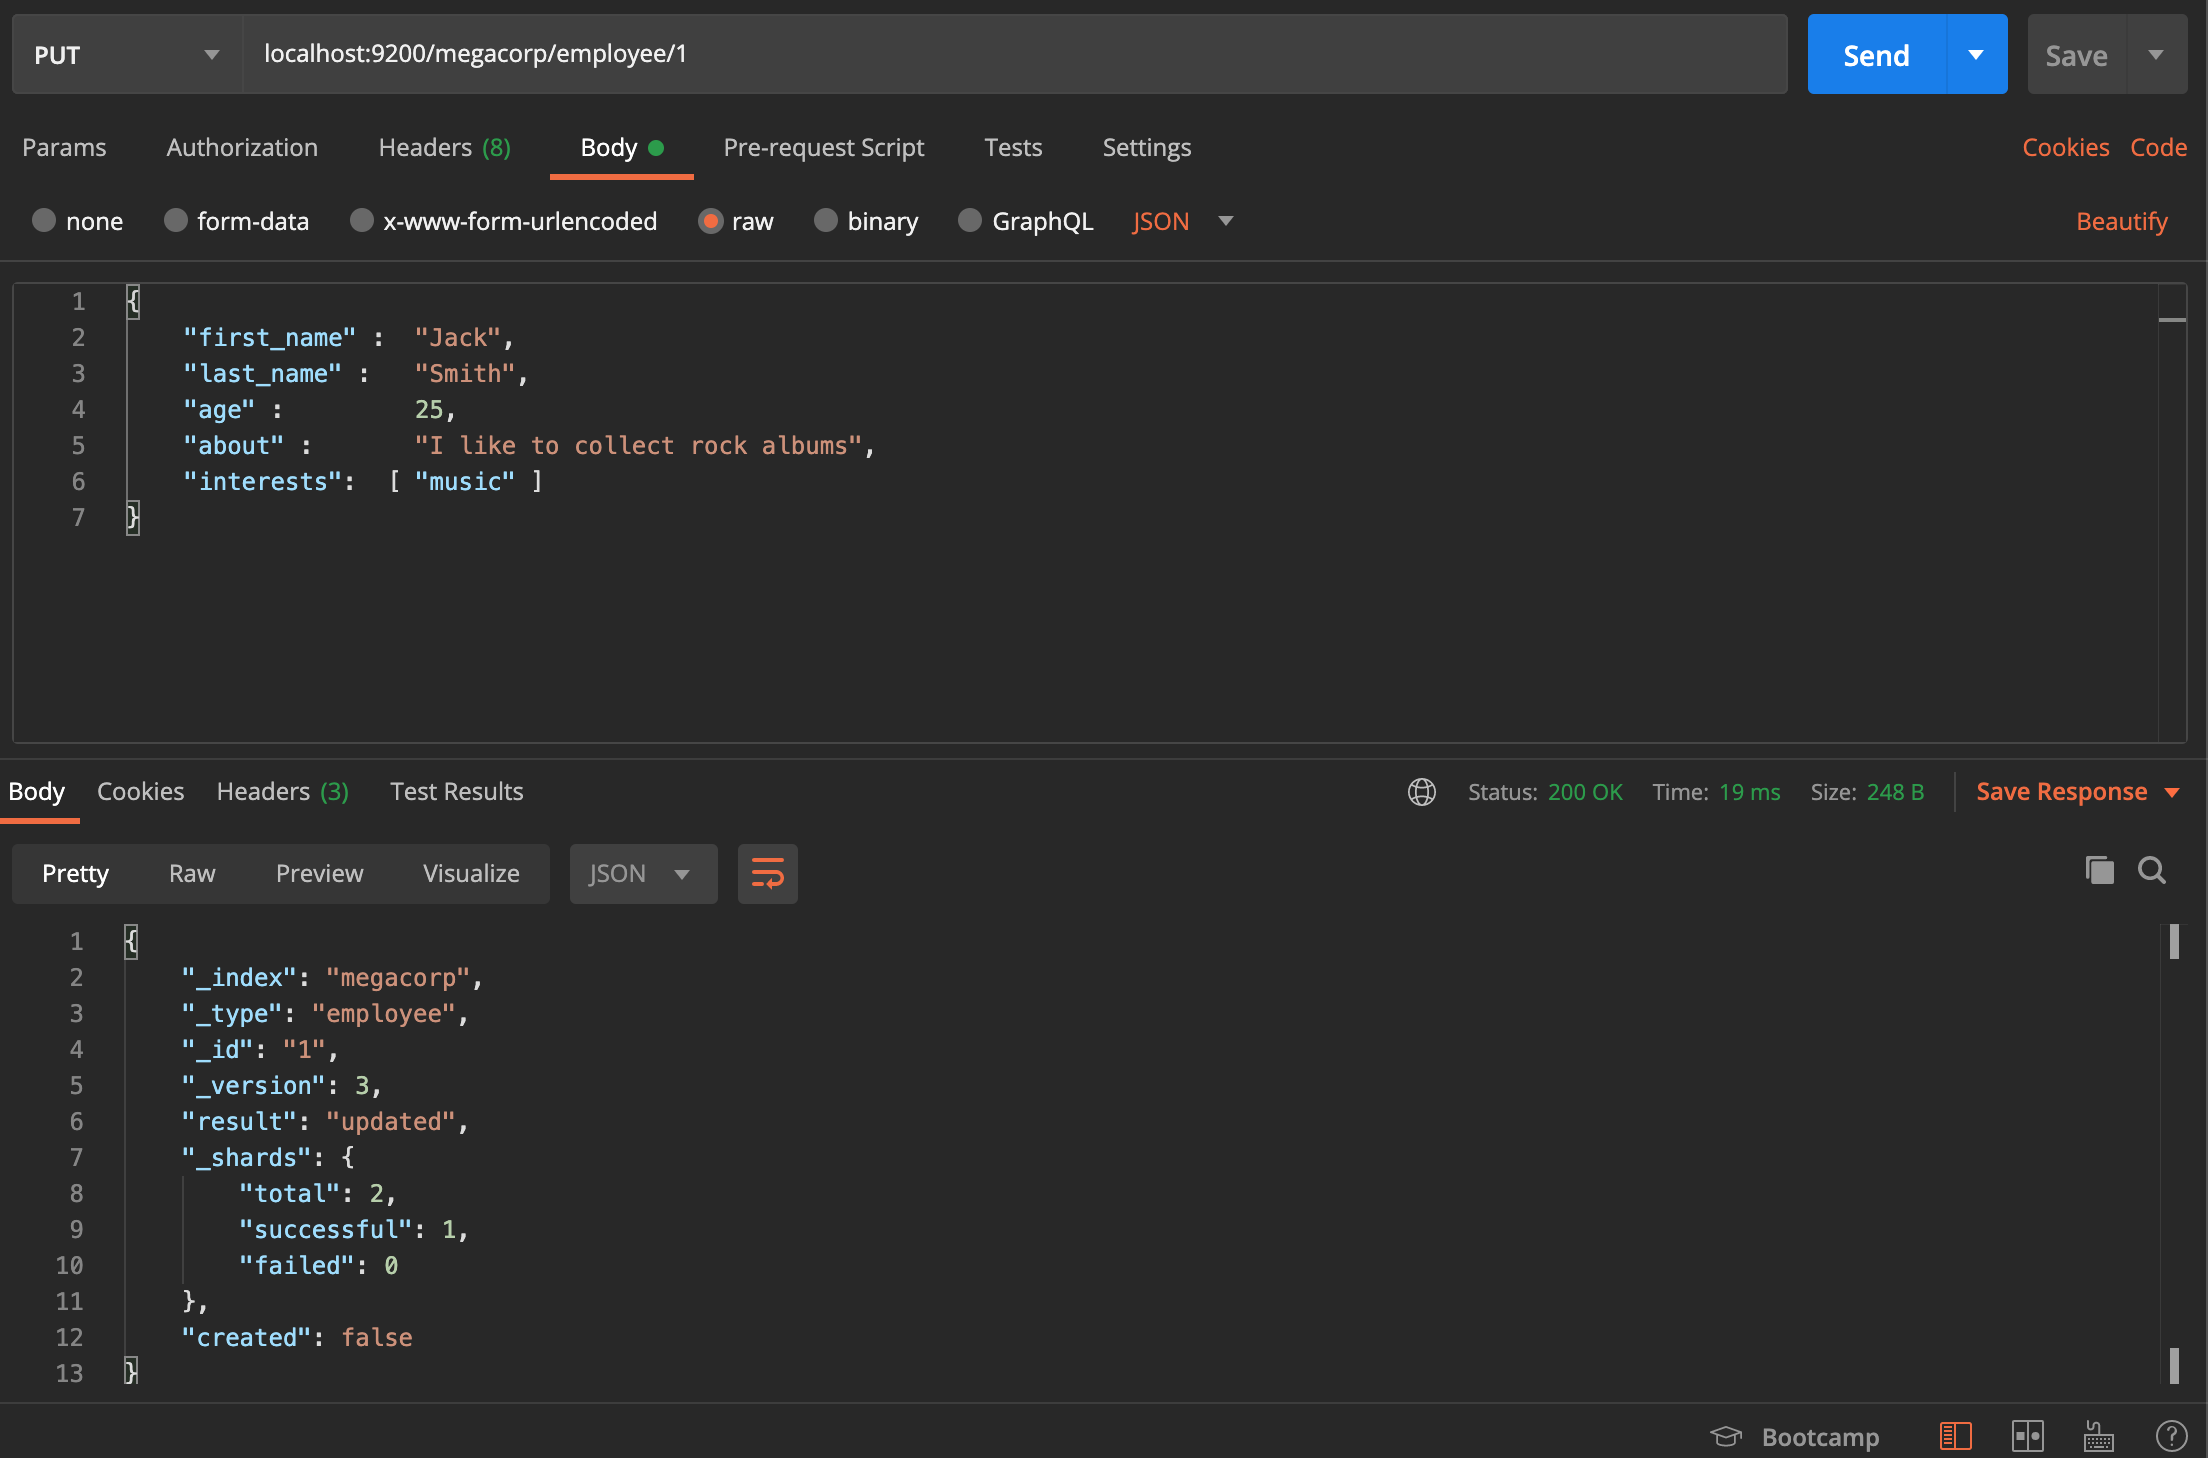 PUT localhost:9200/megacorp/employee/1 Send Save
Params Authorization Headers (8) Body Pre-request Script Tests Settings Cookies Code
none form-data x-www-form-urlencoded raw binary GraphQL JSON Beautify
1 {
2 "first_name" : "Jack",
3 "last_name" : "Smith",
4 "age" : 25,
5 "about" : "I like to collect rock albums",
6 "interests": [ "music" ]
7 }
Body Cookies Headers (3) Test Results Status: 200 OK Time: 19 ms Size: 248 B Save Response
Pretty Raw Preview Visualize JSON
1 {
2 "_index": "megacorp",
3 "_type": "employee",
4 "_id": "1",
5 "_version": 3,
6 "result": "updated",
7 "_shards": {
8 "total": 2,
9 "successful": 1,
10 "failed": 0
11 },
12 "created": false
13 }
Bootcamp ?